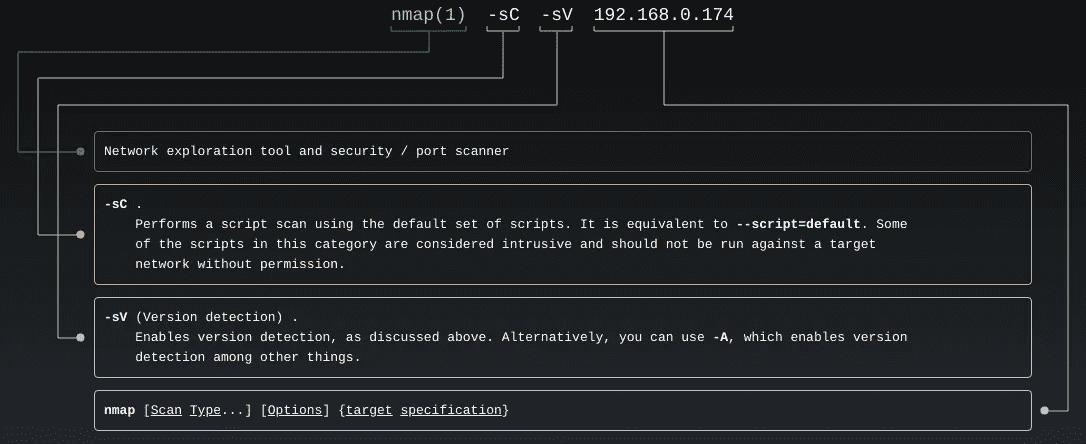 nmap(1) -sC -sV 192.168.0.174
Network exploration tool and security / port scanner
-sC .
Performs a script scan using the default set of scripts. It is equivalent to --script=default. Some
of the scripts in this category are considered intrusive and should not be run against a target
network without permission.
-sV (Version detection) .
Enables version detection, as discussed above. Alternatively, you can use -A, which enables version
detection among other things.
nmap [Scan Type...] [Options] {target specification}